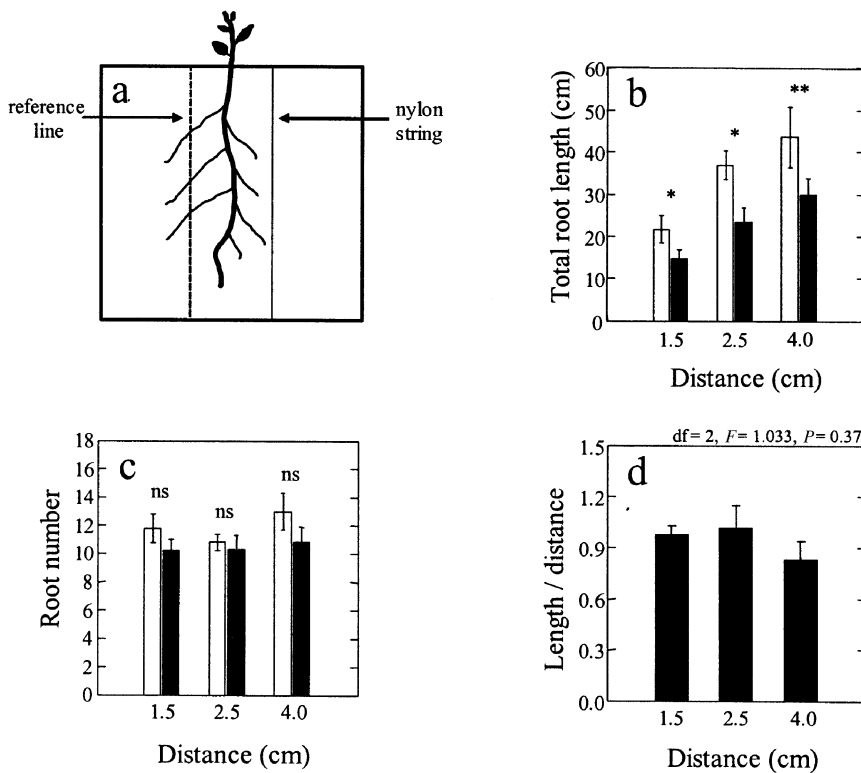 a
reference
line
nylon
string
b
Total root length (cm)
60
50
40
30
20
10
0
*
*
**
1.5 2.5 4.0
Distance (cm)
c
Root number
18
16
14
12
10
8
6
4
2
0
ns
ns
ns
1.5 2.5 4.0
Distance (cm)
df = 2, F = 1.033, P = 0.37
d
Length / distance
1.5
1.2
0.9
0.6
0.3
0.0
1.5 2.5 4.0
Distance (cm)